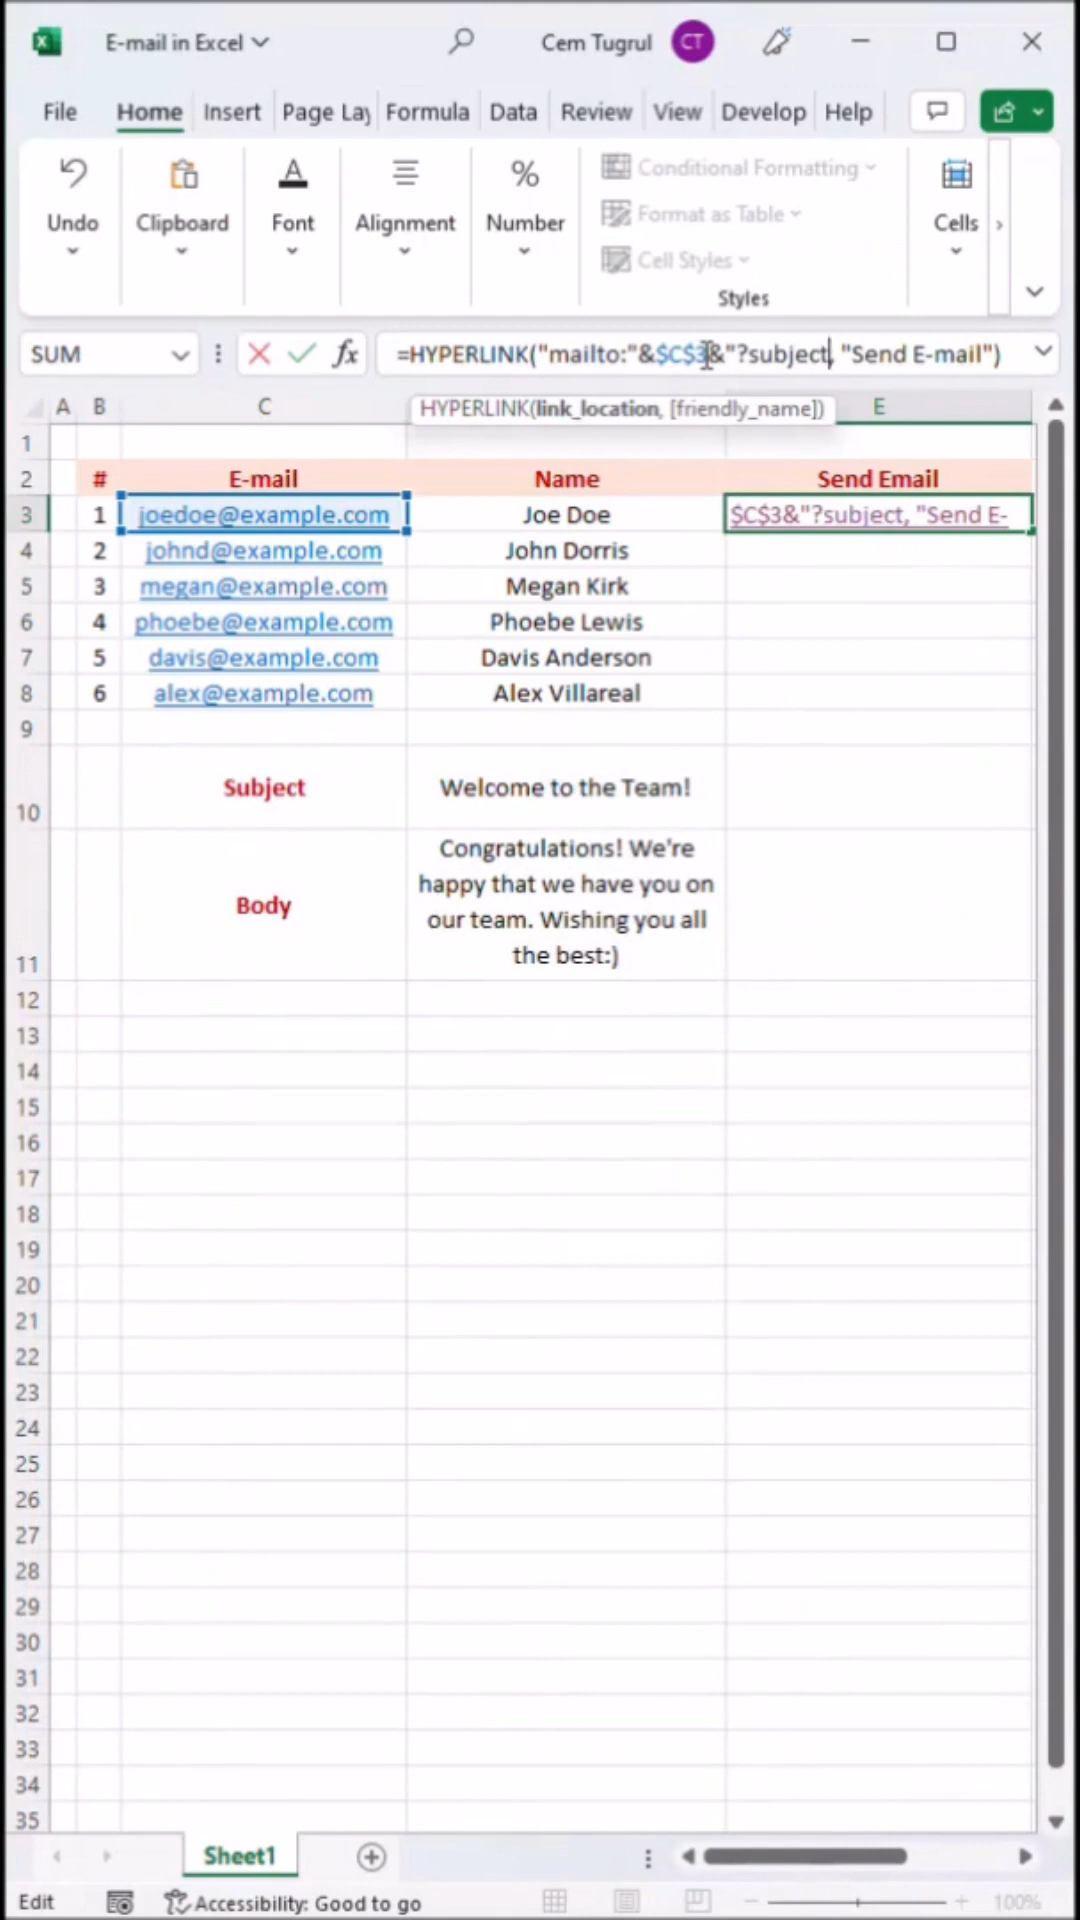 E-mail in Excel
Cem Tugrul
CT
File Home Insert Page Lay Formula Data Review View Develop Help
Undo
Clipboard
Font
Alignment
Number
Conditional Formatting
Format as Table
Cell Styles
Styles
Cells
SUM
fx
=HYPERLINK("mailto:"&$C$3&"?subject, "Send E-mail")
HYPERLINK(link_location, [friendly_name])
A B C E
1
2 # E-mail Name Send Email
3 1 joedoe@example.com Joe Doe $C$3&"?subject, "Send E-
4 2 johnd@example.com John Dorris
5 3 megan@example.com Megan Kirk
6 4 phoebe@example.com Phoebe Lewis
7 5 davis@example.com Davis Anderson
8 6 alex@example.com Alex Villareal
9
10 Subject Welcome to the Team!
11 Body
Congratulations! We're
happy that we have you on
our team. Wishing you all
the best:)
12
13
14
15
16
17
18
19
20
21
22
23
24
25
26
27
28
29
30
31
32
33
34
35
Sheet1
Edit
Accessibility: Good to go
100%